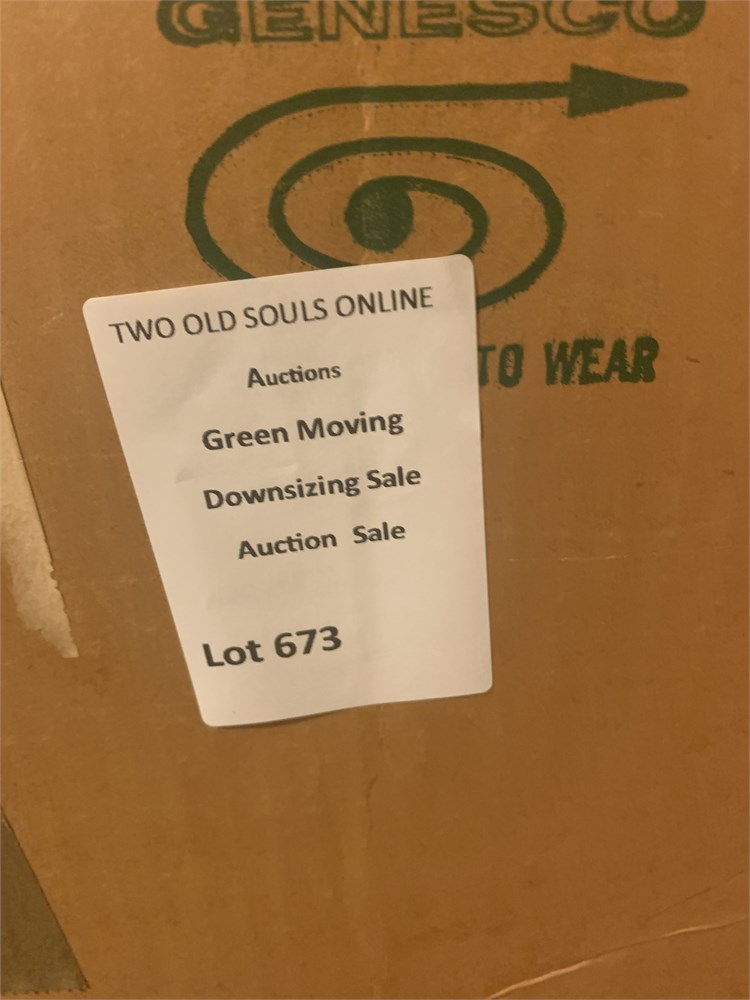 GENESCO
TWO OLD SOULS ONLINE
TO WEAR
Auctions
Green Moving
Downsizing Sale
Auction Sale
Lot 673